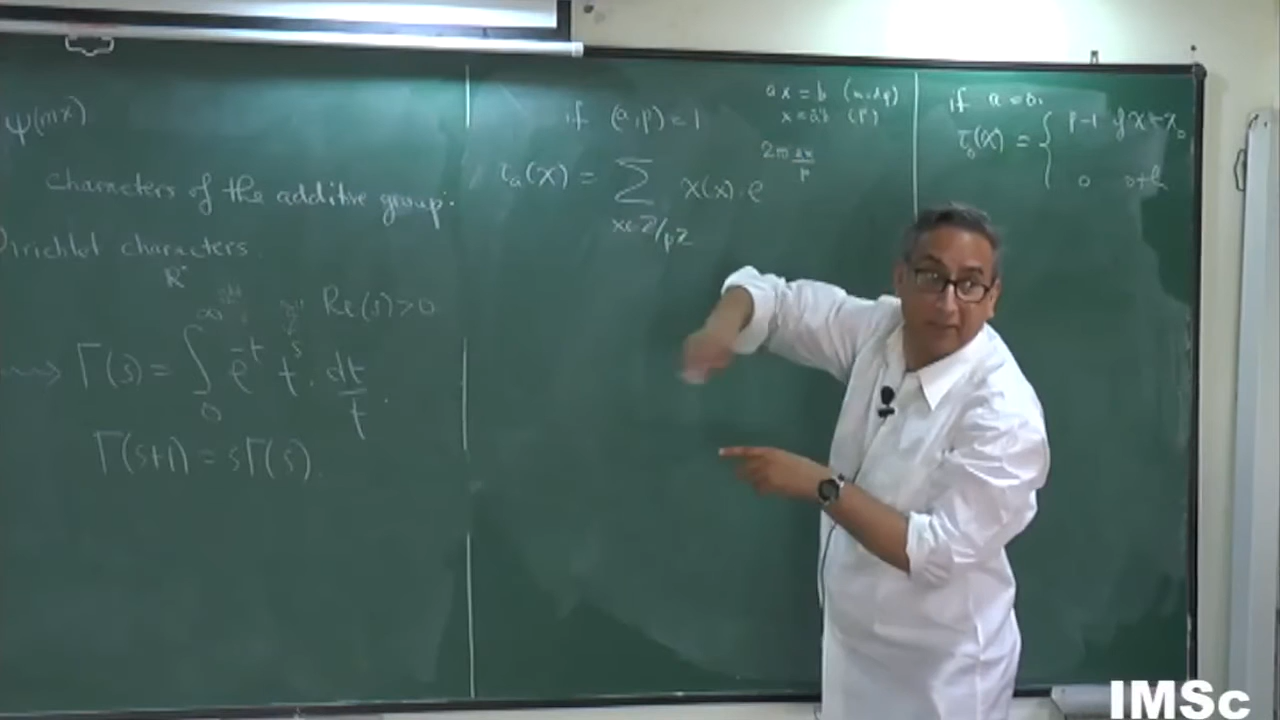 ψ(mx)
characters of the additive group.
Dirichlet characters
R*
Re(s)>0
Γ(s) = ∫₀^∞ e^{-t} t^s · dt/t.
Γ(s+1) = sΓ(s).
if (a,p)=1
τ_a(χ) = Σ_{x∈Z/pZ} χ(x)·e^{2πi ax/p}
ax ≡ b (mod p)
x = a⁻¹b (p)
if a=0.
τ_0(χ) = { p-1 if χ=χ_0
0 oth
IMSc